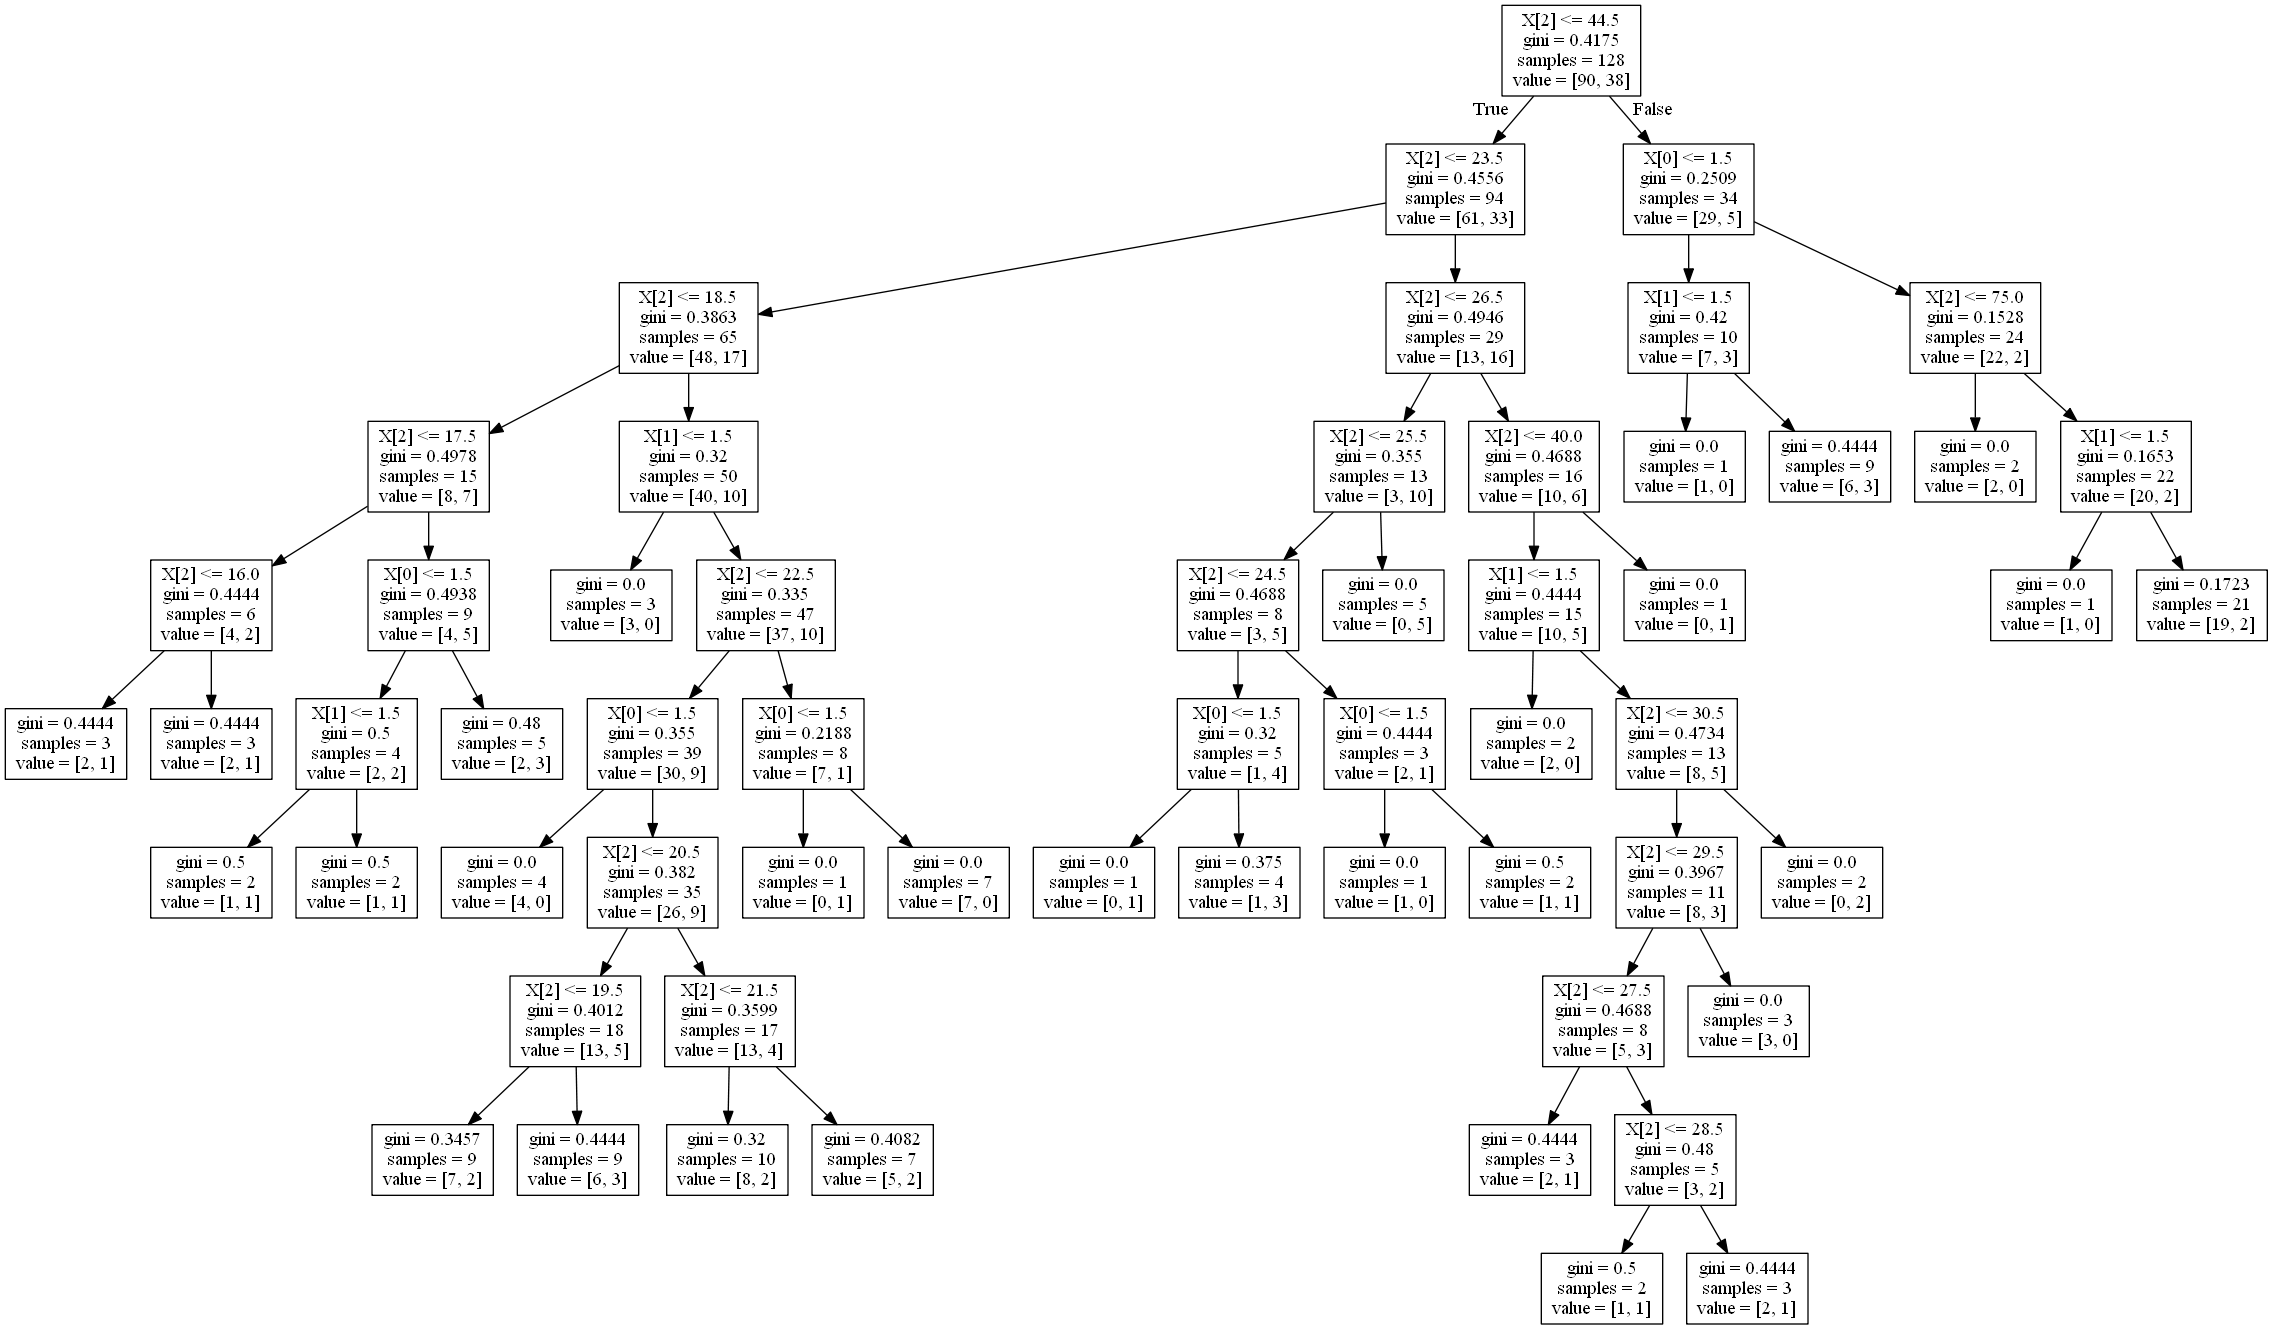 X[2] <= 44.5
gini = 0.4175
samples = 128
value = [90, 38]
True
False
X[2] <= 23.5
gini = 0.4556
samples = 94
value = [61, 33]
X[0] <= 1.5
gini = 0.2509
samples = 34
value = [29, 5]
X[2] <= 18.5
gini = 0.3863
samples = 65
value = [48, 17]
X[2] <= 26.5
gini = 0.4946
samples = 29
value = [13, 16]
X[1] <= 1.5
gini = 0.42
samples = 10
value = [7, 3]
X[2] <= 75.0
gini = 0.1528
samples = 24
value = [22, 2]
X[2] <= 17.5
gini = 0.4978
samples = 15
value = [8, 7]
X[1] <= 1.5
gini = 0.32
samples = 50
value = [40, 10]
X[2] <= 25.5
gini = 0.355
samples = 13
value = [3, 10]
X[2] <= 40.0
gini = 0.4688
samples = 16
value = [10, 6]
gini = 0.0
samples = 1
value = [1, 0]
gini = 0.4444
samples = 9
value = [6, 3]
gini = 0.0
samples = 2
value = [2, 0]
X[1] <= 1.5
gini = 0.1653
samples = 22
value = [20, 2]
X[2] <= 16.0
gini = 0.4444
samples = 6
value = [4, 2]
X[0] <= 1.5
gini = 0.4938
samples = 9
value = [4, 5]
gini = 0.0
samples = 3
value = [3, 0]
X[2] <= 22.5
gini = 0.335
samples = 47
value = [37, 10]
X[2] <= 24.5
gini = 0.4688
samples = 8
value = [3, 5]
gini = 0.0
samples = 5
value = [0, 5]
X[1] <= 1.5
gini = 0.4444
samples = 15
value = [10, 5]
gini = 0.0
samples = 1
value = [0, 1]
gini = 0.0
samples = 1
value = [1, 0]
gini = 0.1723
samples = 21
value = [19, 2]
gini = 0.4444
samples = 3
value = [2, 1]
gini = 0.4444
samples = 3
value = [2, 1]
X[1] <= 1.5
gini = 0.5
samples = 4
value = [2, 2]
gini = 0.48
samples = 5
value = [2, 3]
X[0] <= 1.5
gini = 0.355
samples = 39
value = [30, 9]
X[0] <= 1.5
gini = 0.2188
samples = 8
value = [7, 1]
X[0] <= 1.5
gini = 0.32
samples = 5
value = [1, 4]
X[0] <= 1.5
gini = 0.4444
samples = 3
value = [2, 1]
gini = 0.0
samples = 2
value = [2, 0]
X[2] <= 30.5
gini = 0.4734
samples = 13
value = [8, 5]
gini = 0.5
samples = 2
value = [1, 1]
gini = 0.5
samples = 2
value = [1, 1]
gini = 0.0
samples = 4
value = [4, 0]
X[2] <= 20.5
gini = 0.382
samples = 35
value = [26, 9]
gini = 0.0
samples = 1
value = [0, 1]
gini = 0.0
samples = 7
value = [7, 0]
gini = 0.0
samples = 1
value = [0, 1]
gini = 0.375
samples = 4
value = [1, 3]
gini = 0.0
samples = 1
value = [1, 0]
gini = 0.5
samples = 2
value = [1, 1]
X[2] <= 29.5
gini = 0.3967
samples = 11
value = [8, 3]
gini = 0.0
samples = 2
value = [0, 2]
X[2] <= 19.5
gini = 0.4012
samples = 18
value = [13, 5]
X[2] <= 21.5
gini = 0.3599
samples = 17
value = [13, 4]
X[2] <= 27.5
gini = 0.4688
samples = 8
value = [5, 3]
gini = 0.0
samples = 3
value = [3, 0]
gini = 0.3457
samples = 9
value = [7, 2]
gini = 0.4444
samples = 9
value = [6, 3]
gini = 0.32
samples = 10
value = [8, 2]
gini = 0.4082
samples = 7
value = [5, 2]
gini = 0.4444
samples = 3
value = [2, 1]
X[2] <= 28.5
gini = 0.48
samples = 5
value = [3, 2]
gini = 0.5
samples = 2
value = [1, 1]
gini = 0.4444
samples = 3
value = [2, 1]